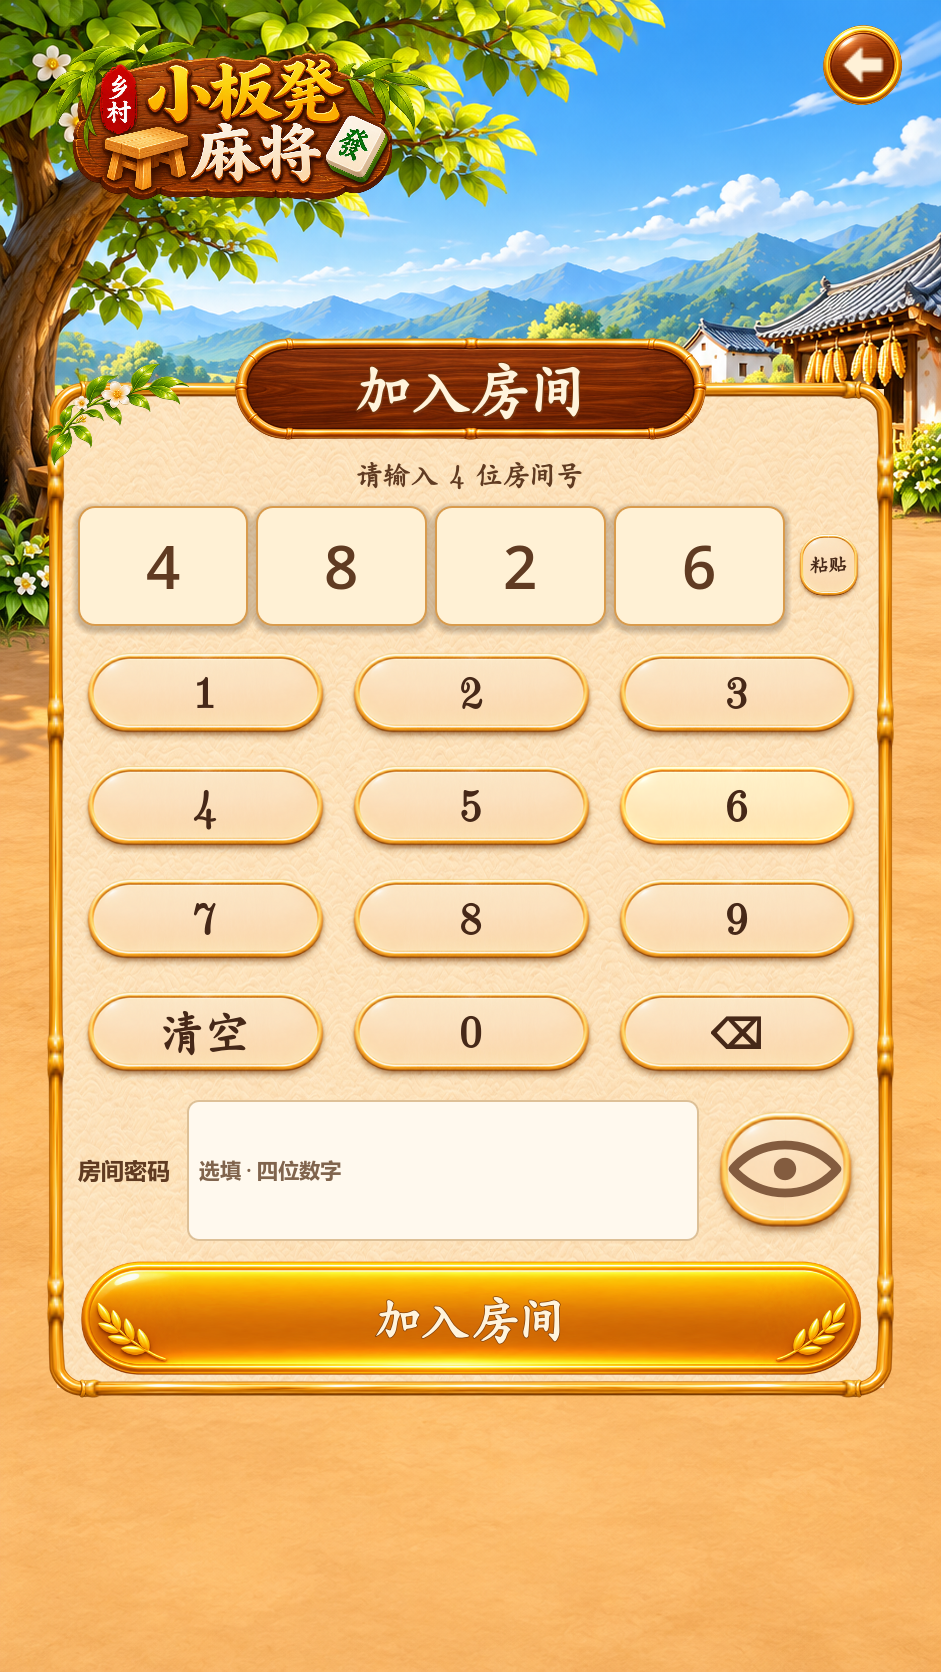 乡村
小板凳
麻将
發
加入房间
请输入 4 位房间号
4 8 2 6 粘贴
1 2 3
4 5 6
7 8 9
清空 0 ⌫
房间密码 选填 · 四位数字
加入房间